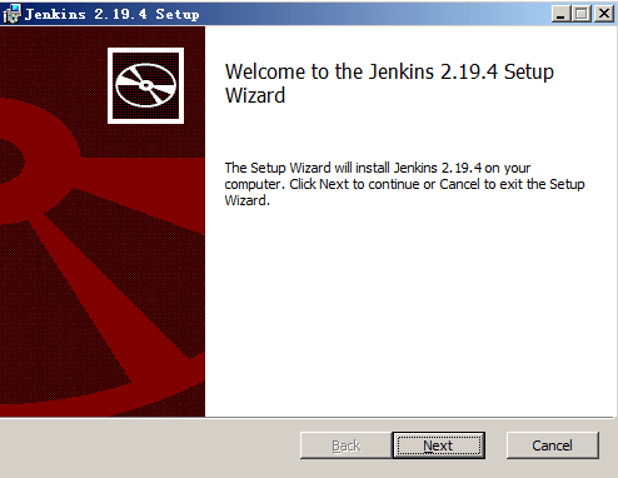 Jenkins 2.19.4 Setup
Welcome to the Jenkins 2.19.4 Setup
Wizard
The Setup Wizard will install Jenkins 2.19.4 on your
computer. Click Next to continue or Cancel to exit the Setup
Wizard.
Back Next Cancel